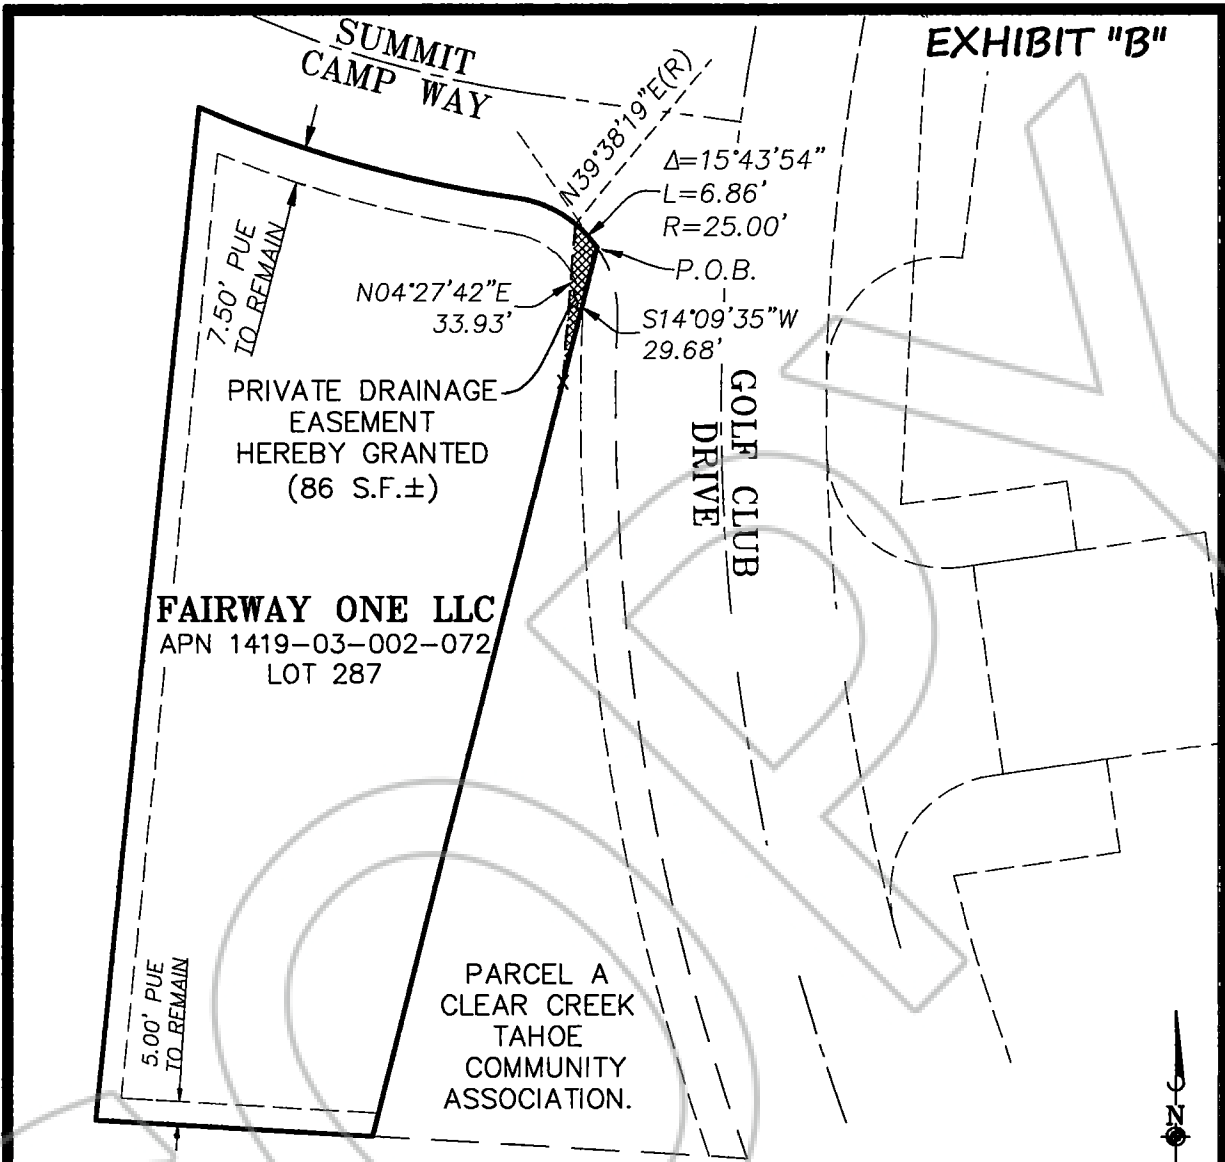 EXHIBIT "B"
SUMMIT
CAMP WAY
N39°38'19"E(R)
Δ=15°43'54"
L=6.86'
R=25.00'
P.O.B.
7.50' PUE
TO REMAIN
N04°27'42"E
33.93'
S14°09'35"W
29.68'
PRIVATE DRAINAGE
EASEMENT
HEREBY GRANTED
(86 S.F.±)
GOLF CLUB
DRIVE
FAIRWAY ONE LLC
APN 1419-03-002-072
LOT 287
5.00' PUE
TO REMAIN
PARCEL A
CLEAR CREEK
TAHOE
COMMUNITY
ASSOCIATION.
N
COPY